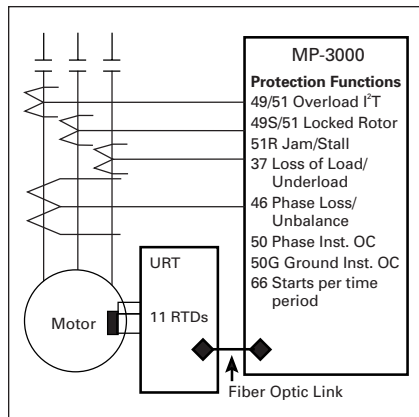 MP-3000
Protection Functions
49/51 Overload I²T
49S/51 Locked Rotor
51R Jam/Stall
37 Loss of Load/
Underload
46 Phase Loss/
Unbalance
50 Phase Inst. OC
50G Ground Inst. OC
66 Starts per time
period
URT
11 RTDs
Motor
Fiber Optic Link